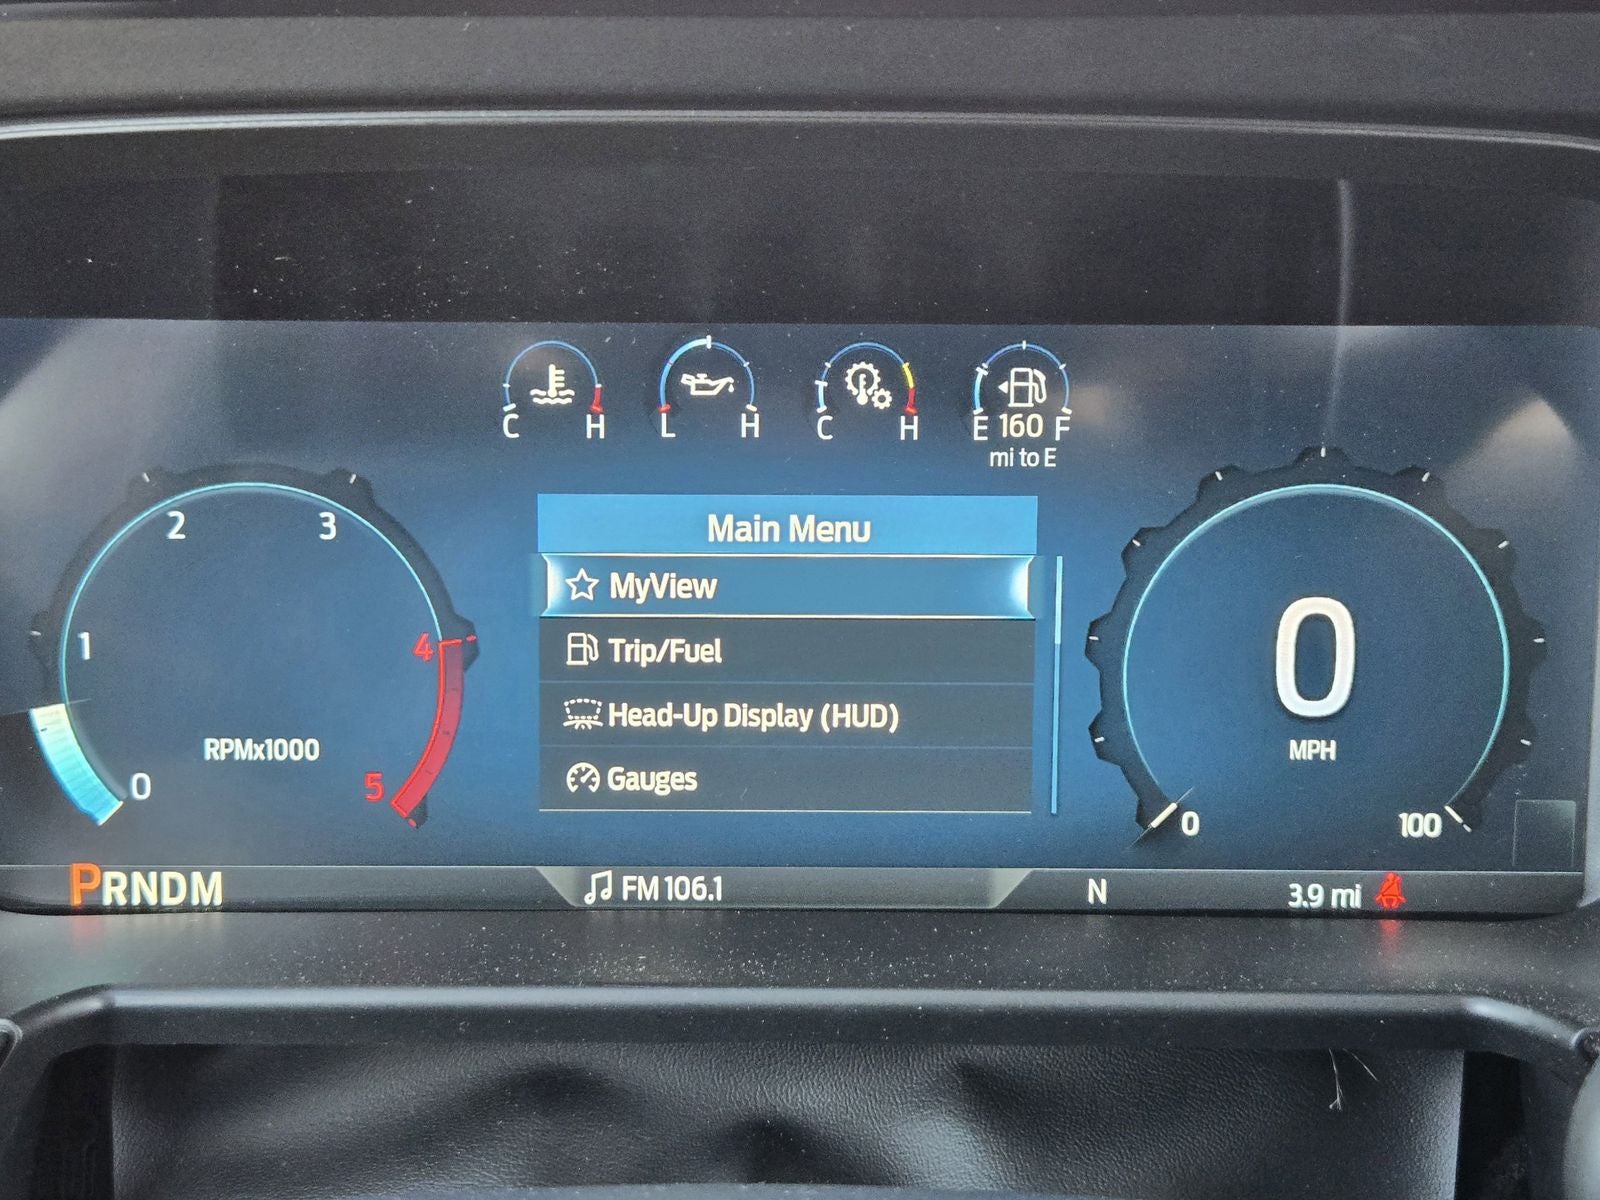 C H
L H
C H
E 160 F
mi to E
2 3
1 4
0 5
RPMx1000
Main Menu
MyView
Trip/Fuel
Head-Up Display (HUD)
Gauges
0
MPH
0 100
PRNDM
FM 106.1
N
3.9 mi